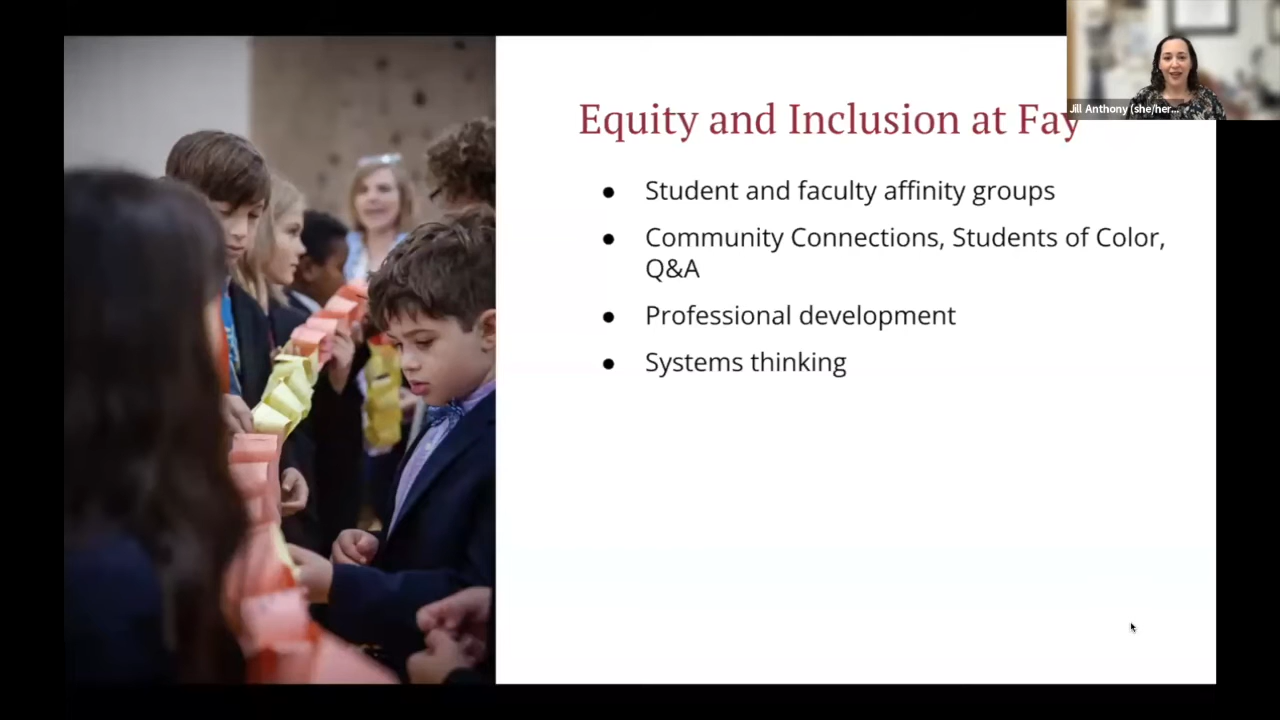 Equity and Inclusion at Fay
Jill Anthony (she/her...
● Student and faculty affinity groups
● Community Connections, Students of Color,
Q&A
● Professional development
● Systems thinking